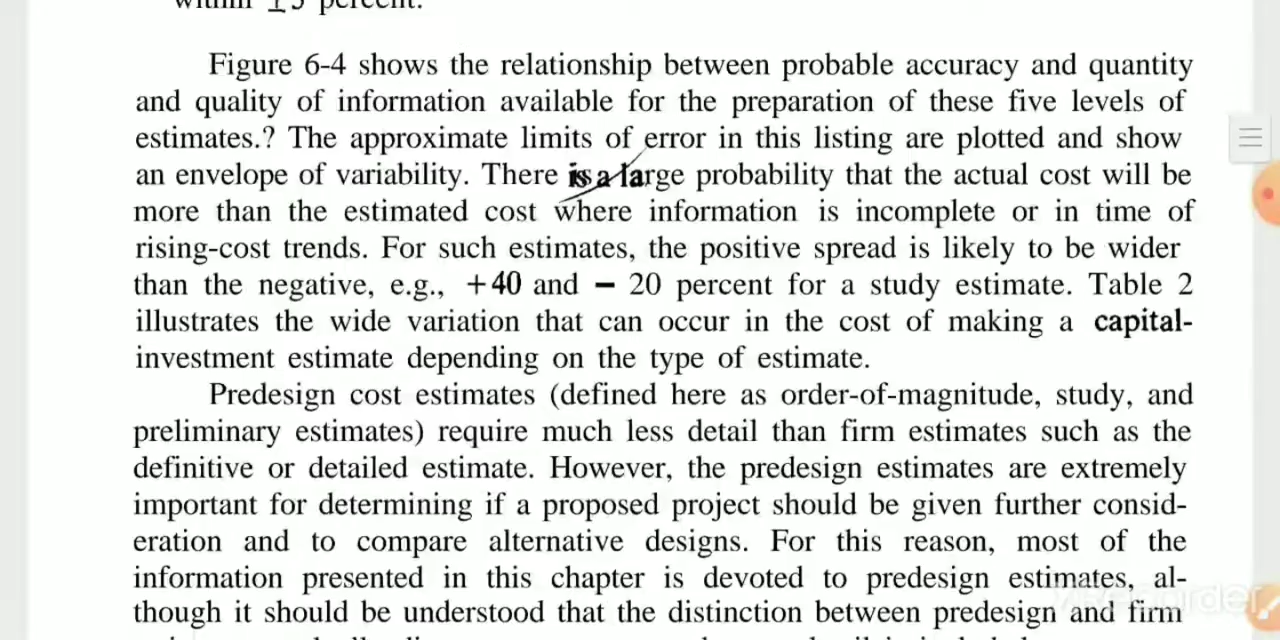 within ±5 percent.
Figure 6-4 shows the relationship between probable accuracy and quantity
and quality of information available for the preparation of these five levels of
estimates.? The approximate limits of error in this listing are plotted and show
an envelope of variability. There is a large probability that the actual cost will be
more than the estimated cost where information is incomplete or in time of
rising-cost trends. For such estimates, the positive spread is likely to be wider
than the negative, e.g., +40 and − 20 percent for a study estimate. Table 2
illustrates the wide variation that can occur in the cost of making a capital-
investment estimate depending on the type of estimate.
Predesign cost estimates (defined here as order-of-magnitude, study, and
preliminary estimates) require much less detail than firm estimates such as the
definitive or detailed estimate. However, the predesign estimates are extremely
important for determining if a proposed project should be given further consid-
eration and to compare alternative designs. For this reason, most of the
information presented in this chapter is devoted to predesign estimates, al-
though it should be understood that the distinction between predesign and firm